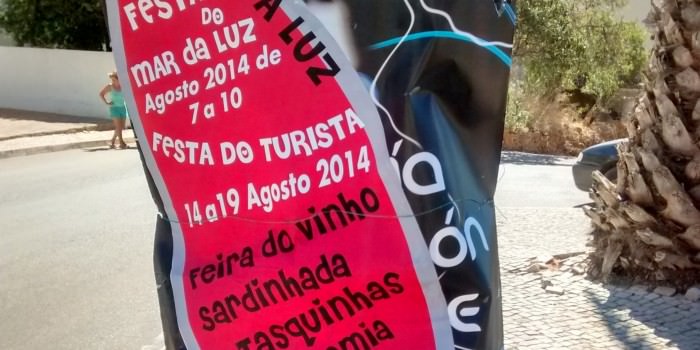 FESTA
DO
MAR da LUZ
Agosto 2014 de
7 a 10
FESTA DO TURISTA
14 a 19 Agosto 2014
Feira do vinho
Sardinhada
Tasquinhas
A LUZ